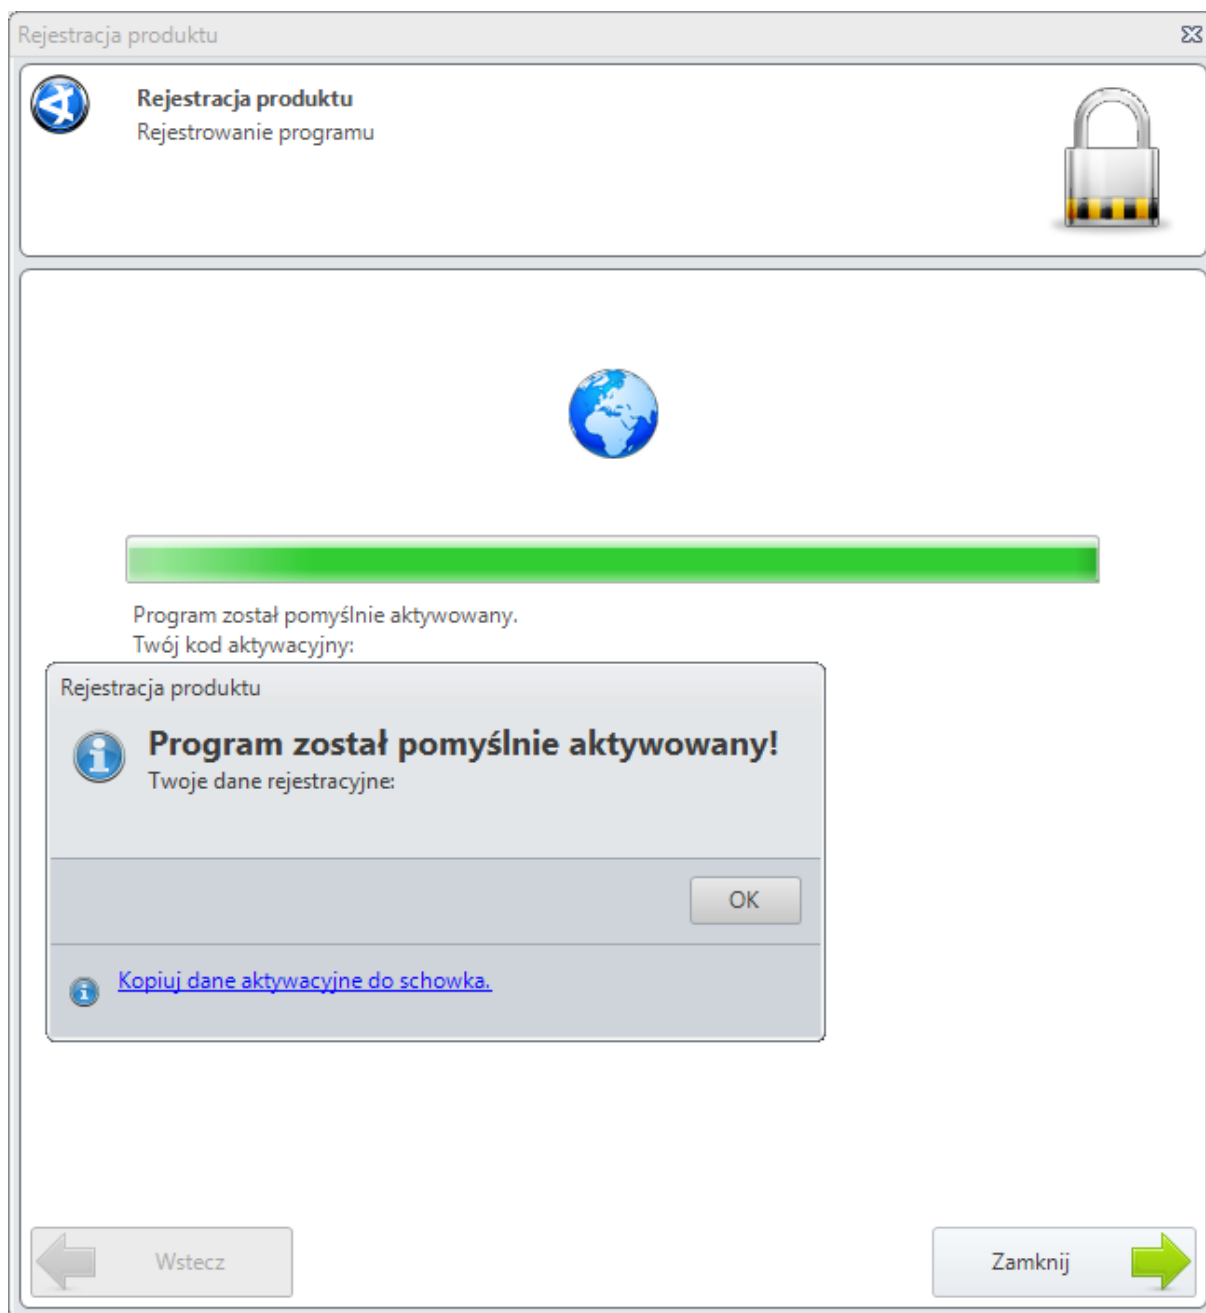 Rejestracja produktu
Rejestracja produktu
Rejestrowanie programu
Program został pomyślnie aktywowany.
Twój kod aktywacyjny:
Rejestracja produktu
Program został pomyślnie aktywowany!
Twoje dane rejestracyjne:
OK
Kopiuj dane aktywacyjne do schowka.
Wstecz
Zamknij